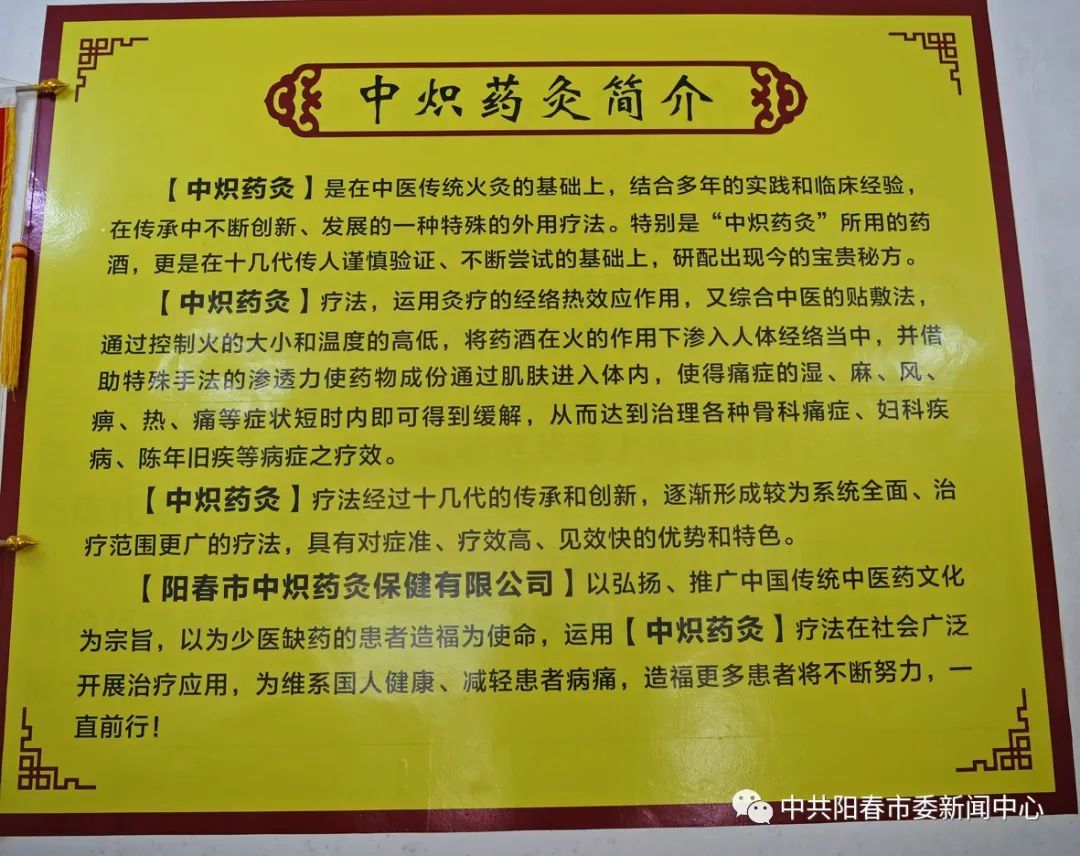 中炽药灸简介
【中炽药灸】是在中医传统火灸的基础上，结合多年的实践和临床经验，
在传承中不断创新、发展的一种特殊的外用疗法。特别是“中炽药灸”所用的药
酒，更是在十几代传人谨慎验证、不断尝试的基础上，研配出现今的宝贵秘方。
【中炽药灸】疗法，运用灸疗的经络热效应作用，又综合中医的贴敷法，
通过控制火的大小和温度的高低，将药酒在火的作用下渗入人体经络当中，并借
助特殊手法的渗透力使药物成份通过肌肤进入体内，使得痛症的湿、麻、风、
痹、热、痛等症状短时内即可得到缓解，从而达到治理各种骨科痛症、妇科疾
病、陈年旧疾等病症之疗效。
【中炽药灸】疗法经过十几代的传承和创新，逐渐形成较为系统全面、治
疗范围更广的疗法，具有对症准、疗效高、见效快的优势和特色。
【阳春市中炽药灸保健有限公司】以弘扬、推广中国传统中医药文化
为宗旨，以为少医缺药的患者造福为使命，运用【中炽药灸】疗法在社会广泛
开展治疗应用，为维系国人健康、减轻患者病痛，造福更多患者将不断努力，一
直前行！
中共阳春市委新闻中心